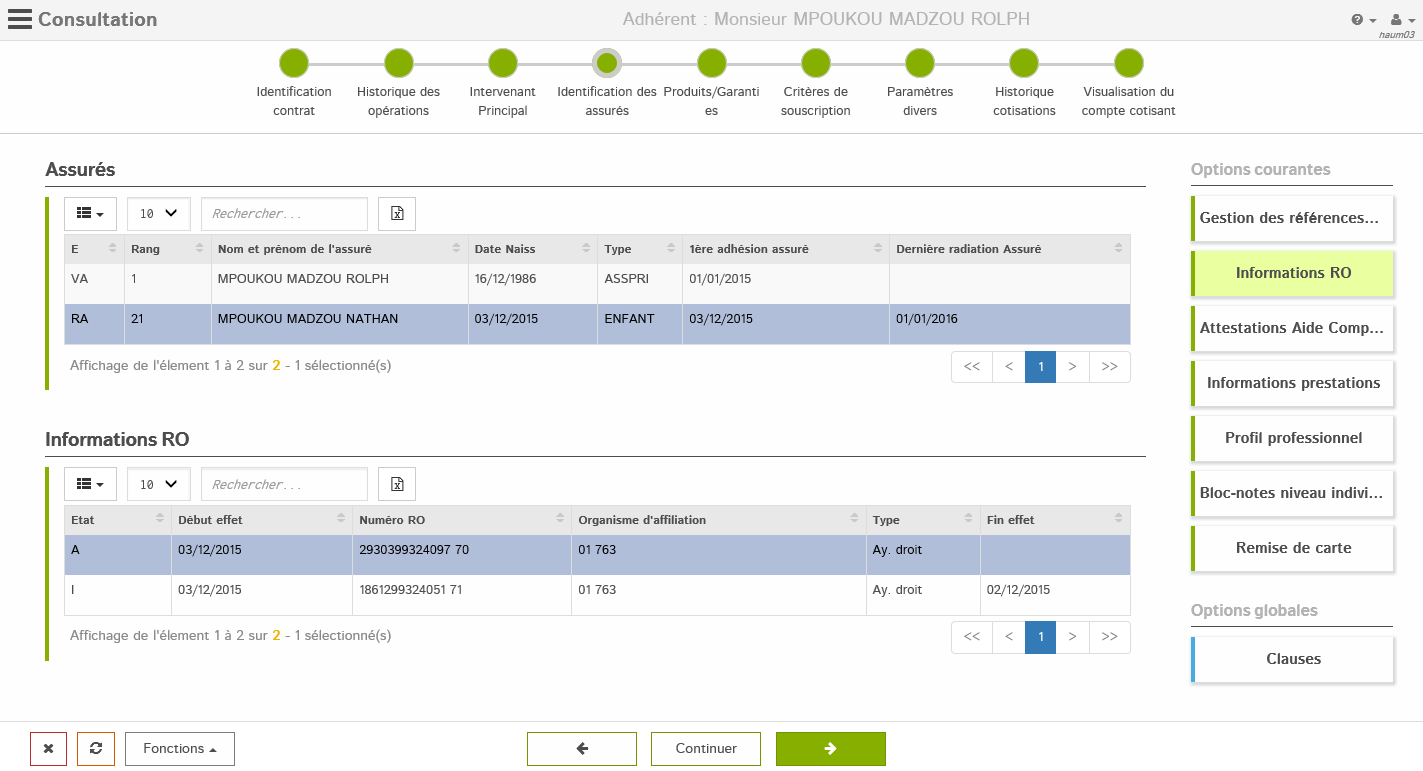 Consultation
Adhérent : Monsieur MPOUKOU MADZOU ROLPH
haum03
Identification contrat
Historique des opérations
Intervenant Principal
Identification des assurés
Produits/Garanti es
Critères de souscription
Paramètres divers
Historique cotisations
Visualisation du compte cotisant
Assurés
10 Rechercher...
E Rang Nom et prénom de l'assuré Date Naiss Type 1ère adhésion assuré Dernière radiation Assuré
VA 1 MPOUKOU MADZOU ROLPH 16/12/1986 ASSPRI 01/01/2015
RA 21 MPOUKOU MADZOU NATHAN 03/12/2015 ENFANT 03/12/2015 01/01/2016
Affichage de l'élement 1 à 2 sur 2 - 1 sélectionné(s)
<< < 1 > >>
Informations RO
10 Rechercher...
Etat Début effet Numéro RO Organisme d'affiliation Type Fin effet
A 03/12/2015 2930399324097 70 01 763 Ay. droit
I 03/12/2015 1861299324051 71 01 763 Ay. droit 02/12/2015
Affichage de l'élement 1 à 2 sur 2 - 1 sélectionné(s)
<< < 1 > >>
Options courantes
Gestion des références...
Informations RO
Attestations Aide Comp...
Informations prestations
Profil professionnel
Bloc-notes niveau indivi...
Remise de carte
Options globales
Clauses
Fonctions
Continuer